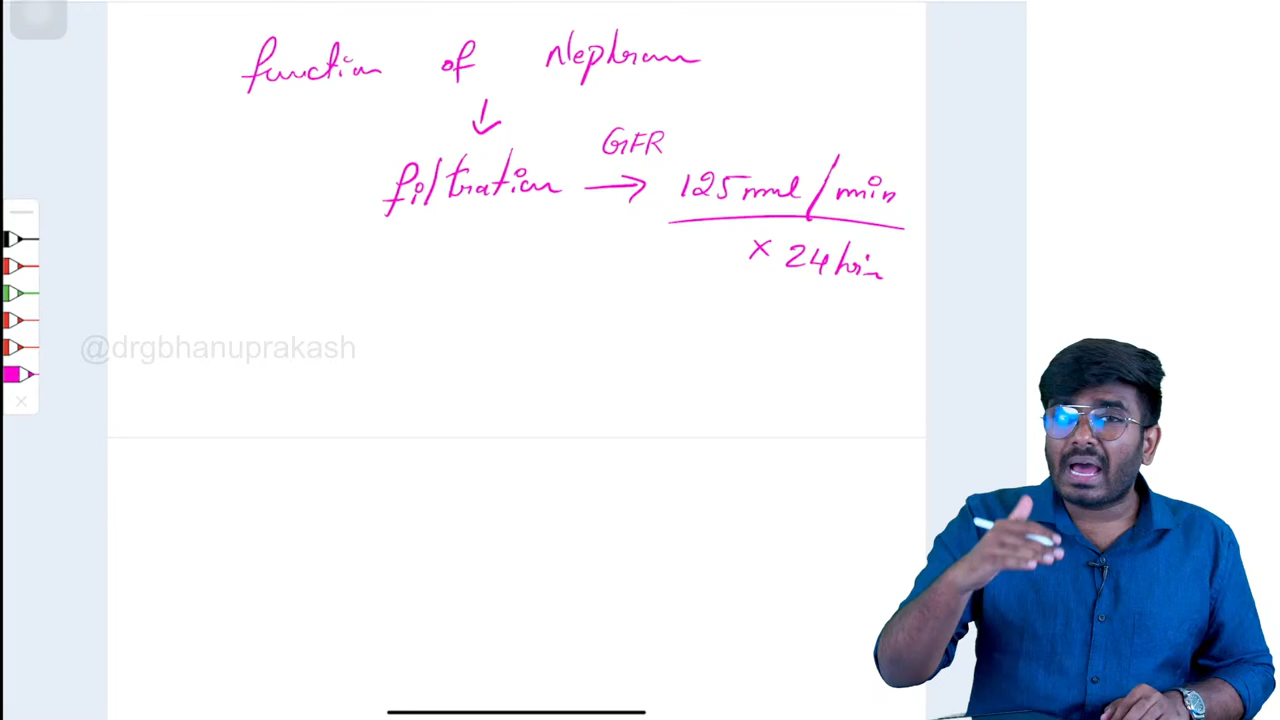 function of Nephron
↓
filtration → GFR 125 ml/min
× 24 hrs
@drgbhanuprakash